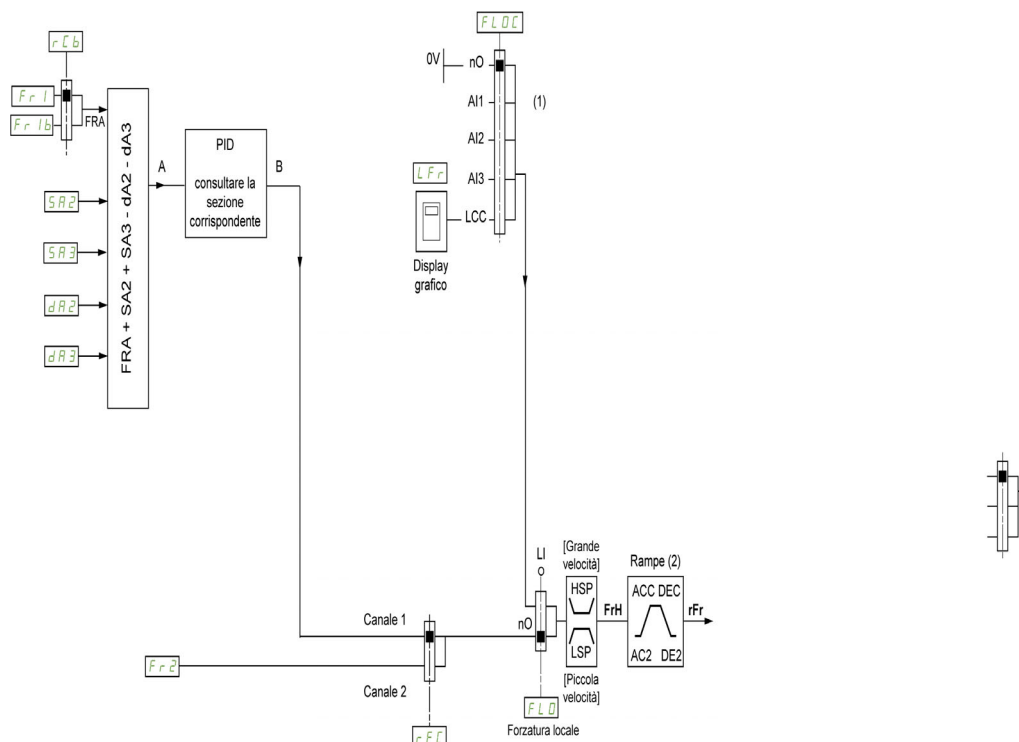 FLOC
rCb
0V
nO
Fr1
AI1
(1)
Fr1b
FRA
FRA + SA2 + SA3 - dA2 - dA3
A
PID
B
consultare la
sezione
corrispondente
AI2
LFr
AI3
SA2
LCC
SA3
Display
grafico
dA2
dA3
LI
[Grande
velocità]
Rampe (2)
HSP
ACC DEC
FrH
rFr
Canale 1
nO
LSP
AC2 DE2
Fr2
[Piccola
velocità]
Canale 2
FLO
Forzatura locale
rFC